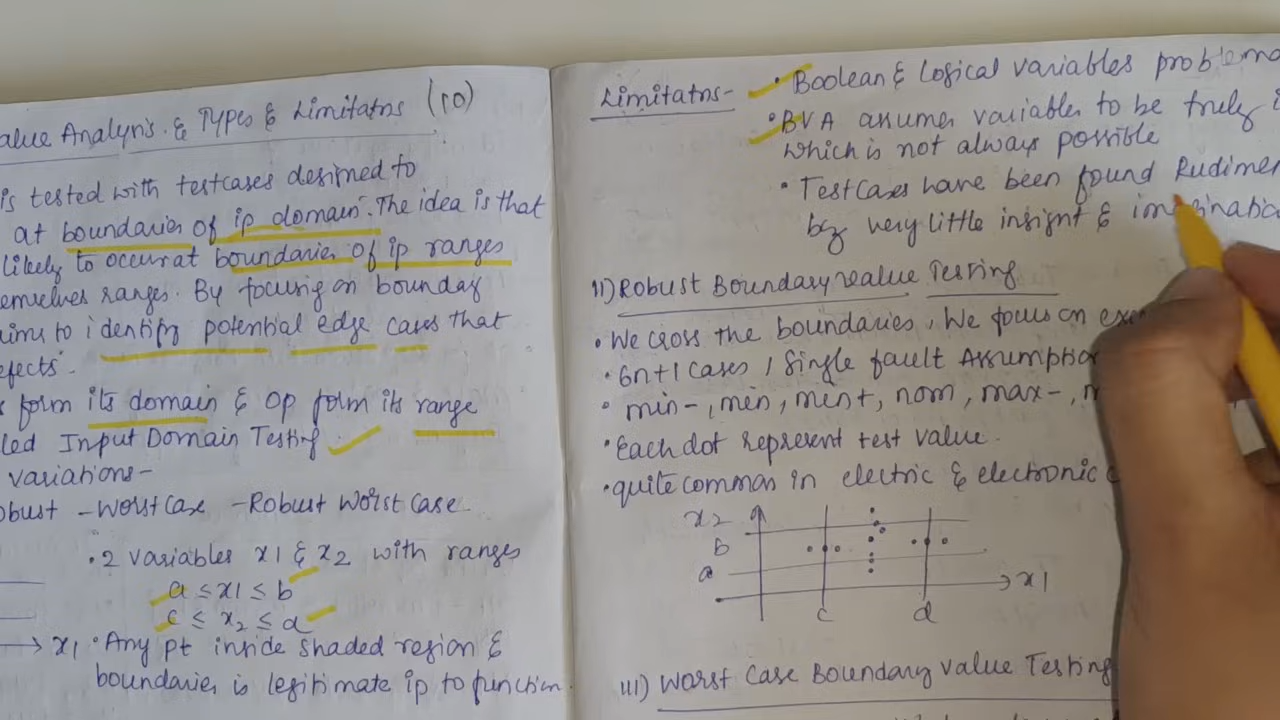 alue Analysis & Types & Limitatns (10)
is tested with testcases designed to
at boundaries of ip domain". The idea is that
likely to occur at boundaries of ip ranges
emselves ranges. By focusing on bounday
aims to identify potential edge cases that
efects".
form its domain & op form its range
led Input Domain Testing
variations-
obust - Worst Case - Robust Worst Case
• 2 variables x1 & x2 with ranges
a ≤ x1 ≤ b
c ≤ x2 ≤ d
x1 • Any pt inside shaded region &
boundaries is legitimate ip to function.
Limitatns-
• Boolean & Logical variables problema
• BVA assumes variables to be truly i
which is not always possible
• Testcases have been found Rudimen
by very little insight & imaginatio
II) Robust Boundary value Testing
• We cross the boundaries, We focus on exc
• 6n+1 cases / Single fault Assumption
• min-, min, min+, nom, max-, m
• Each dot represent test value.
• quite common in electric & electronic c
x2
b
a
x1
c
d
III) Worst Case Boundary Value Testing